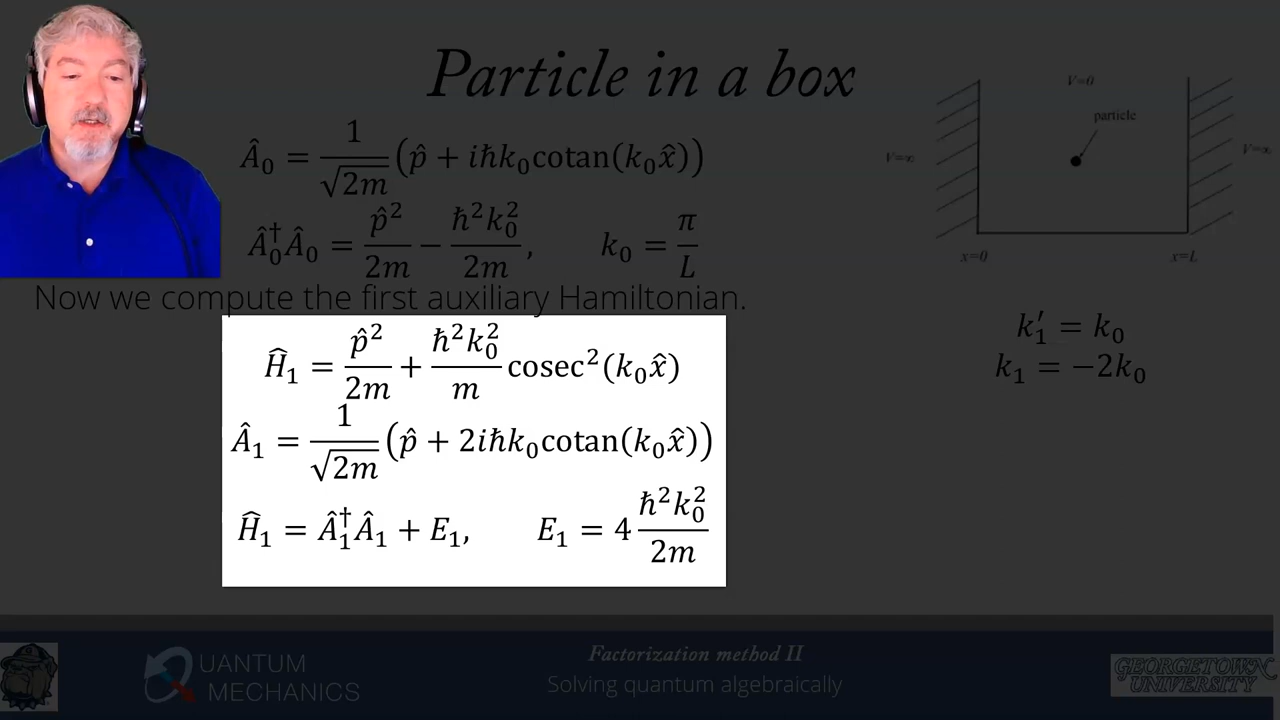 Particle in a box
Â₀ = 1/√2m (p̂ + iħk₀cotan(k₀x̂))
Â₀†Â₀ = p̂²/2m − ħ²k₀²/2m, k₀ = π/L
V=0
particle
V=∞
V=∞
x=0
x=L
Now we compute the first auxiliary Hamiltonian.
Ĥ₁ = p̂²/2m + ħ²k₀²/m cosec²(k₀x̂)
Â₁ = 1/√2m (p̂ + 2iħk₀cotan(k₀x̂))
Ĥ₁ = Â₁†Â₁ + E₁, E₁ = 4 ħ²k₀²/2m
k₁′ = k₀
k₁ = −2k₀
QUANTUM
MECHANICS
Factorization method II
Solving quantum algebraically
GEORGETOWN
UNIVERSITY